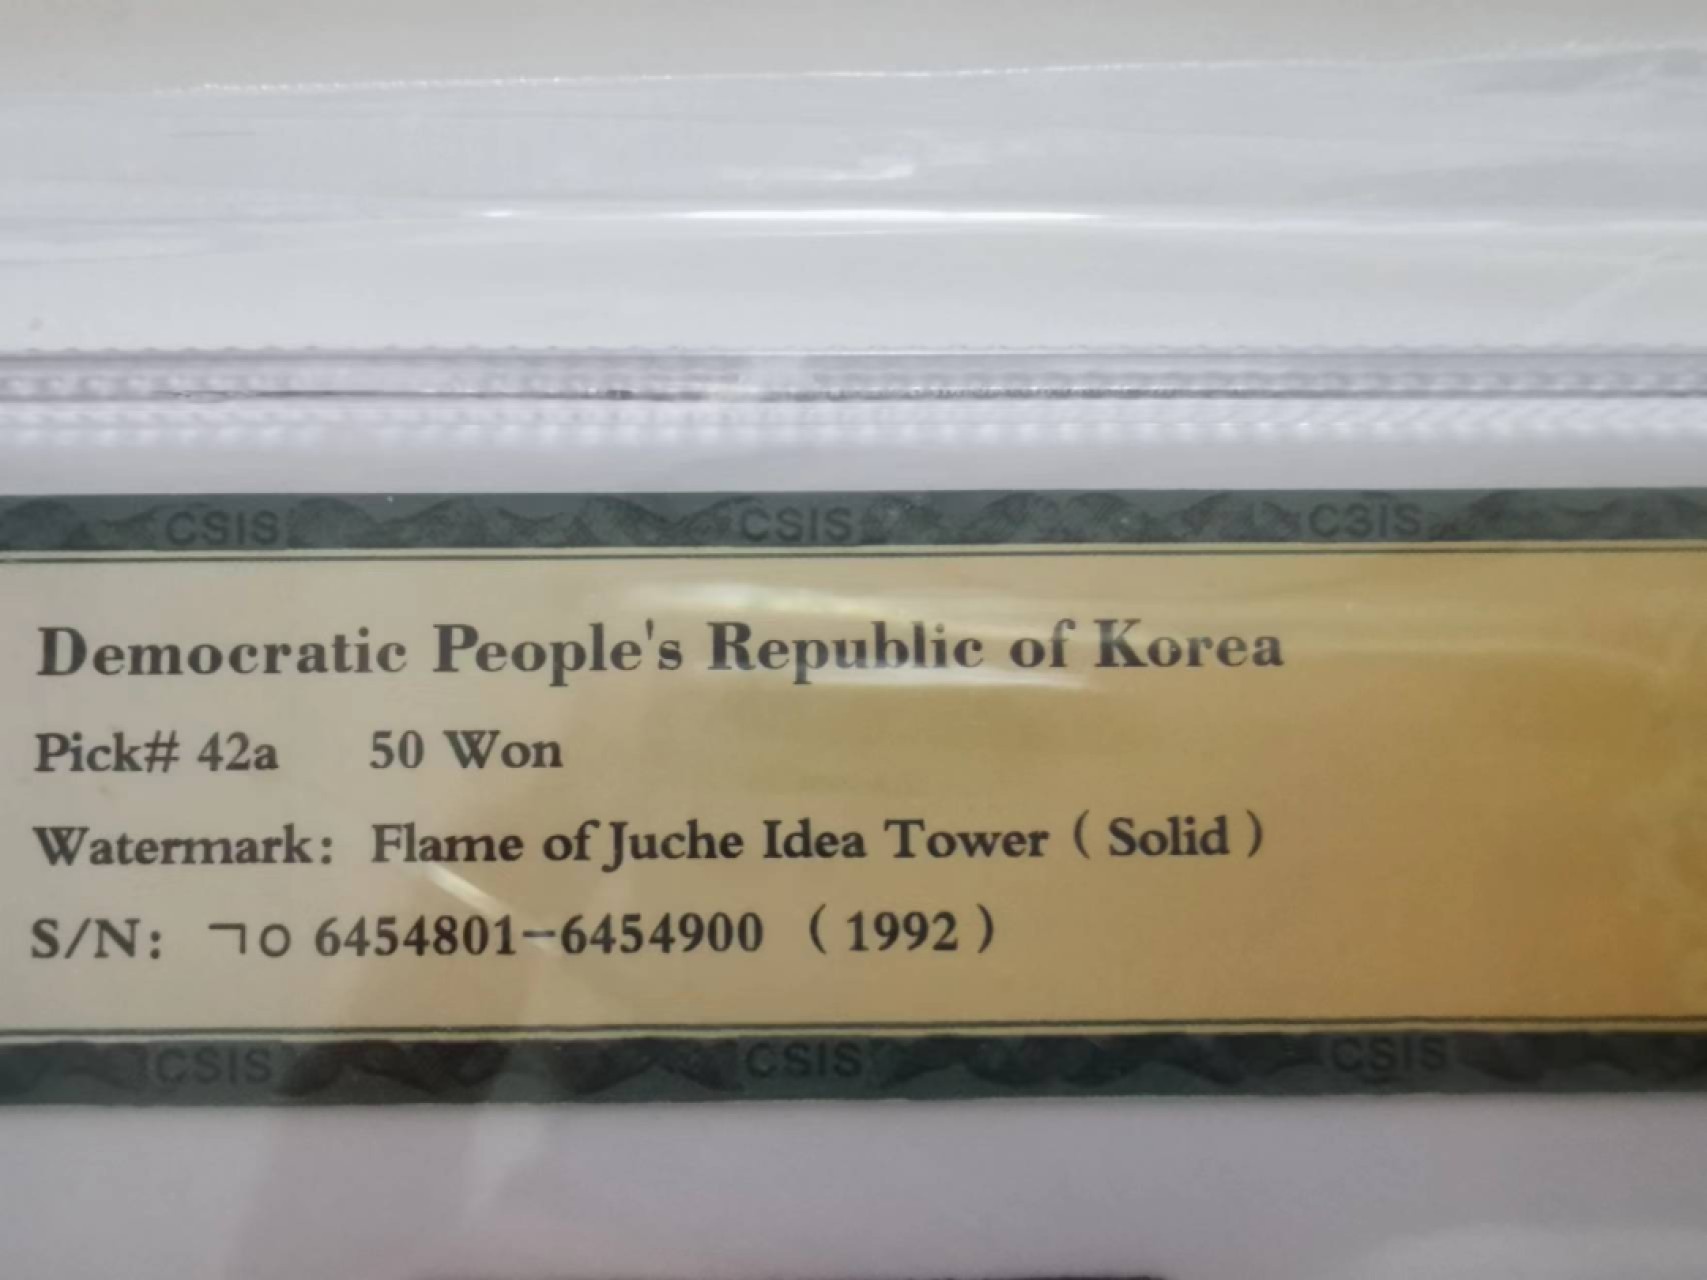 CSIS CSIS CSIS
Democratic People's Republic of Korea
Pick# 42a 50 Won
Watermark: Flame of Juche Idea Tower ( Solid )
S/N: ㄱㅇ 6454801-6454900 ( 1992 )
CSIS CSIS CSIS